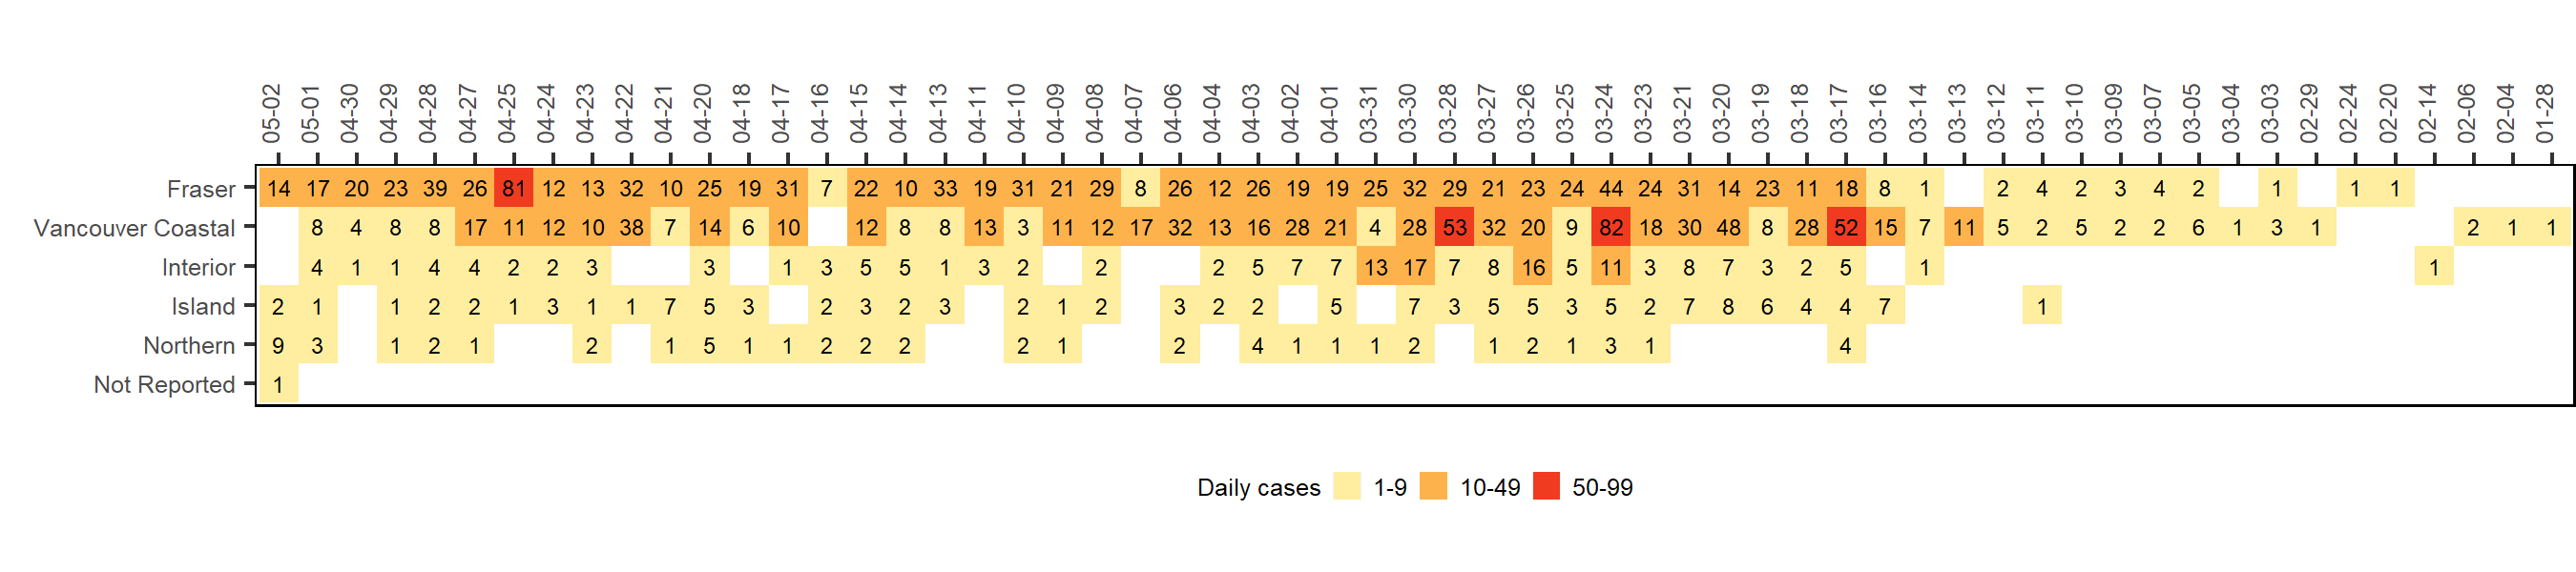 05-02 05-01 04-30 04-29 04-28 04-27 04-25 04-24 04-23 04-22 04-21 04-20 04-18 04-17 04-16 04-15 04-14 04-13 04-11 04-10 04-09 04-08 04-07 04-06 04-04 04-03 04-02 04-01 03-31 03-30 03-28 03-27 03-26 03-25 03-24 03-23 03-21 03-20 03-19 03-18 03-17 03-16 03-14 03-13 03-12 03-11 03-10 03-09 03-07 03-05 03-04 03-03 02-29 02-24 02-20 02-14 02-06 02-04 01-28
Fraser 14 17 20 23 39 26 81 12 13 32 10 25 19 31 7 22 10 33 19 31 21 29 8 26 12 26 19 19 25 32 29 21 23 24 44 24 31 14 23 11 18 8 1 2 4 2 3 4 2 1 1 1
Vancouver Coastal 8 4 8 8 17 11 12 10 38 7 14 6 10 12 8 8 13 3 11 12 17 32 13 16 28 21 4 28 53 32 20 9 82 18 30 48 8 28 52 15 7 11 5 2 5 2 2 6 1 3 1 2 1 1
Interior 4 1 1 4 4 2 2 3 3 1 3 5 5 1 3 2 2 2 5 7 7 13 17 7 8 16 5 11 3 8 7 3 2 5 1 1
Island 2 1 1 2 2 1 3 1 1 7 5 3 2 3 2 3 2 1 2 3 2 2 5 7 3 5 5 3 5 2 7 8 6 4 4 7 1
Northern 9 3 1 2 1 2 1 5 1 1 2 2 2 2 1 2 4 1 1 1 2 1 2 1 3 1 4
Not Reported 1
Daily cases 1-9 10-49 50-99